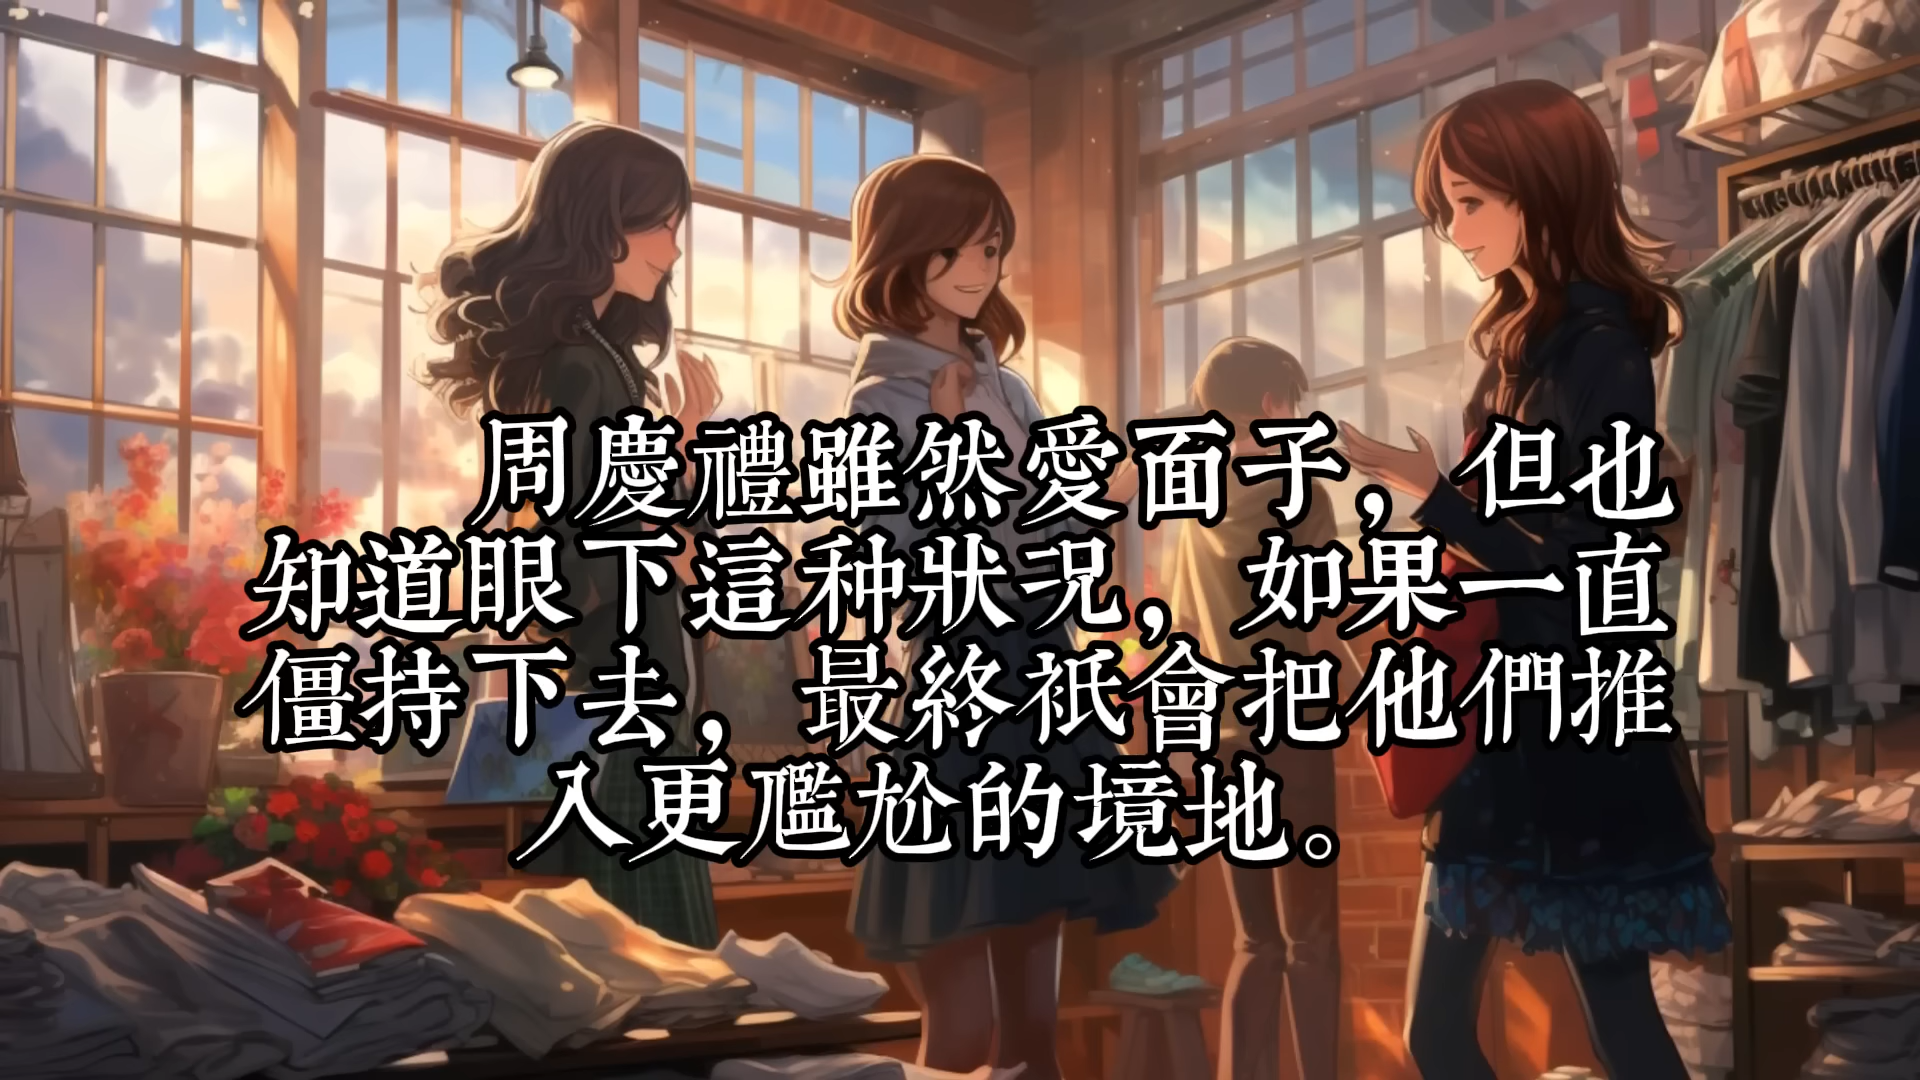 周慶禮雖然愛面子，但也
知道眼下這种狀况，如果一直
僵持下去，最終衹會把他們推
入更尷尬的境地。